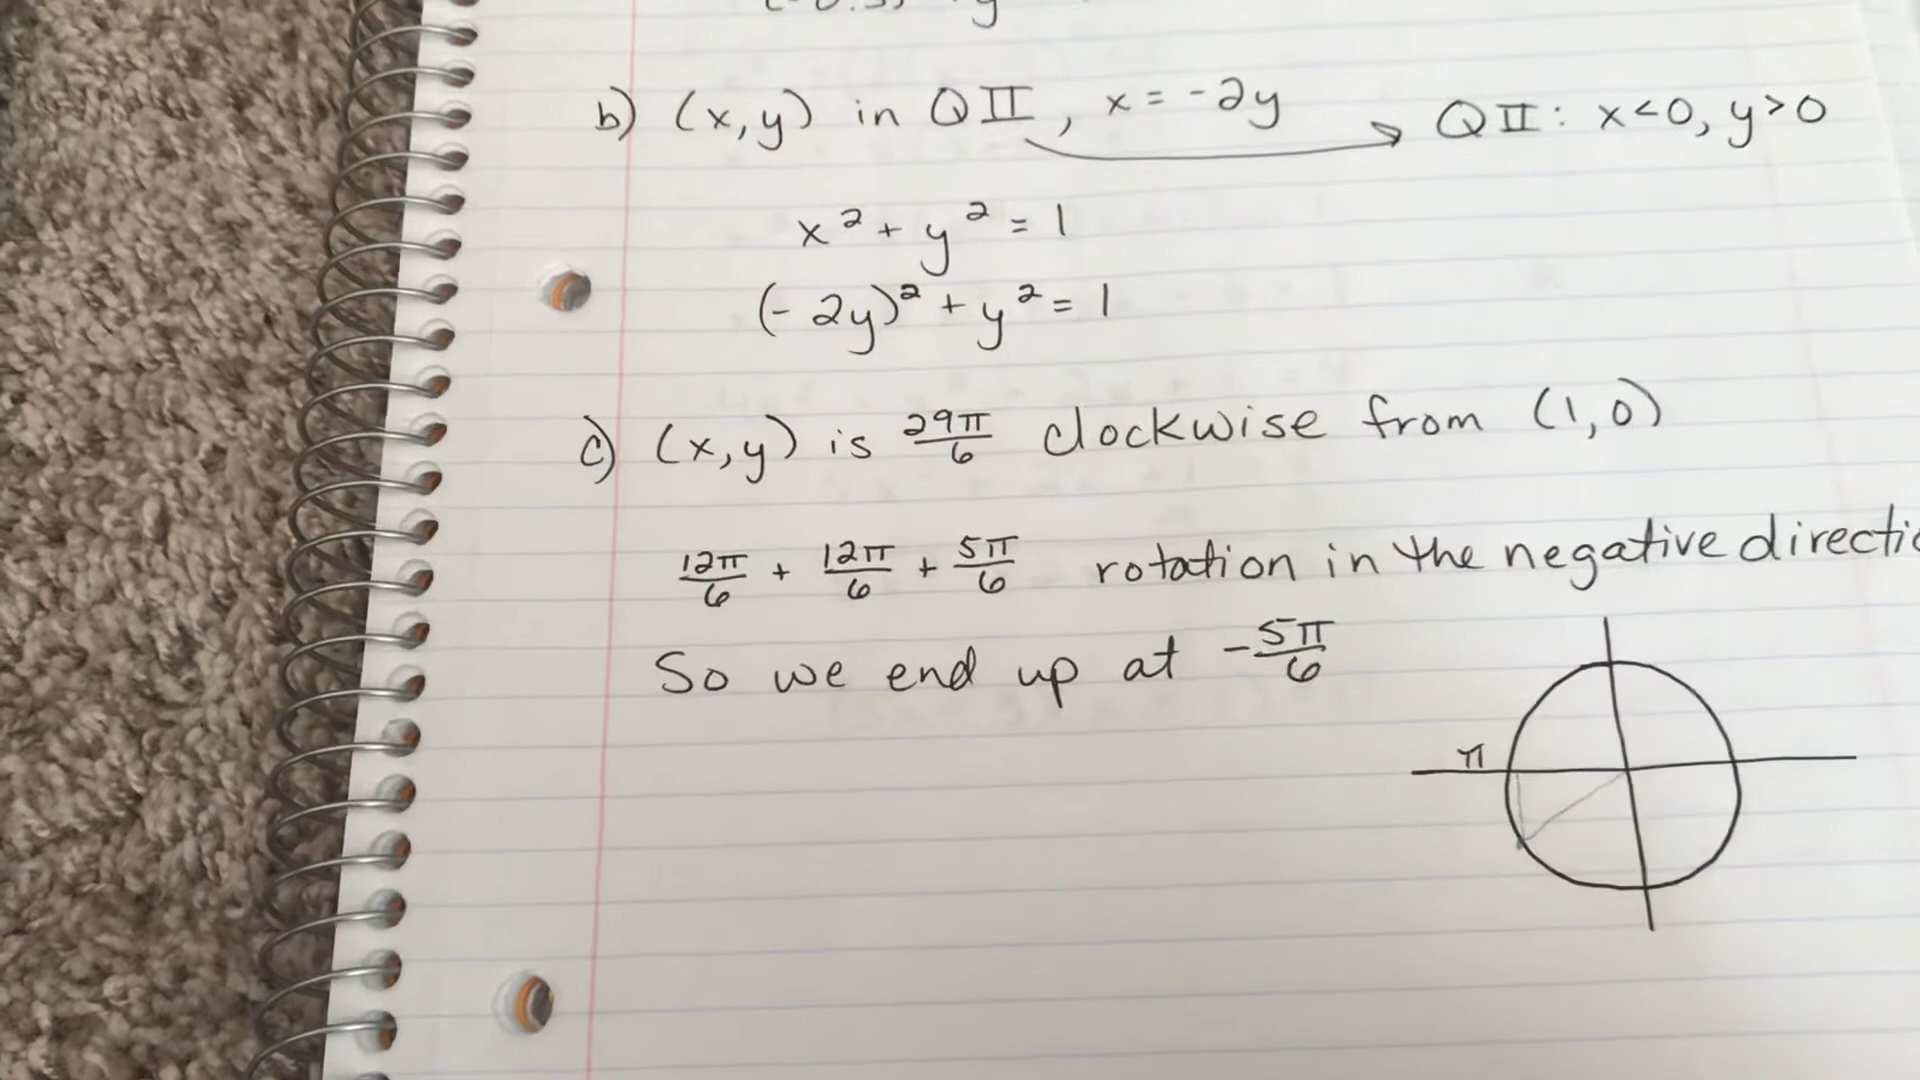 b) (x,y) in QII, x = -2y → QII: x<0, y>0
x² + y² = 1
(-2y)² + y² = 1
c) (x,y) is 29π/6 clockwise from (1,0)
12π/6 + 12π/6 + 5π/6 rotation in the negative directi
So we end up at -5π/6
π